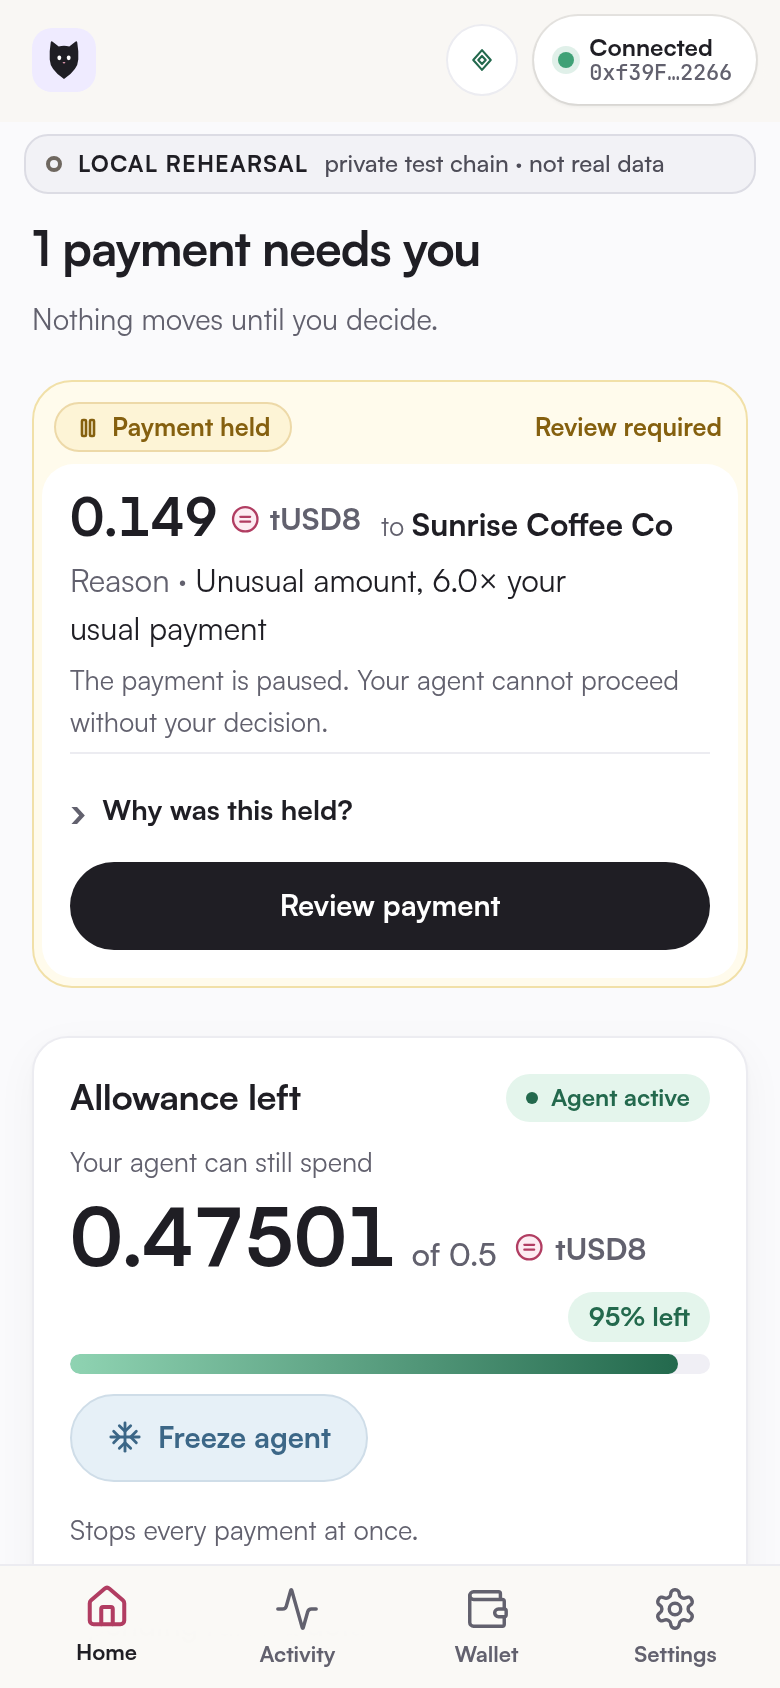 Connected
0xf39F…2266
LOCAL REHEARSAL private test chain · not real data
1 payment needs you
Nothing moves until you decide.
Payment held
Review required
0.149 tUSD8 to Sunrise Coffee Co
Reason · Unusual amount, 6.0× your
usual payment
The payment is paused. Your agent cannot proceed
without your decision.
Why was this held?
Review payment
Allowance left
Agent active
Your agent can still spend
0.47501 of 0.5 tUSD8
95% left
Freeze agent
Stops every payment at once.
Home
Activity
Wallet
Settings